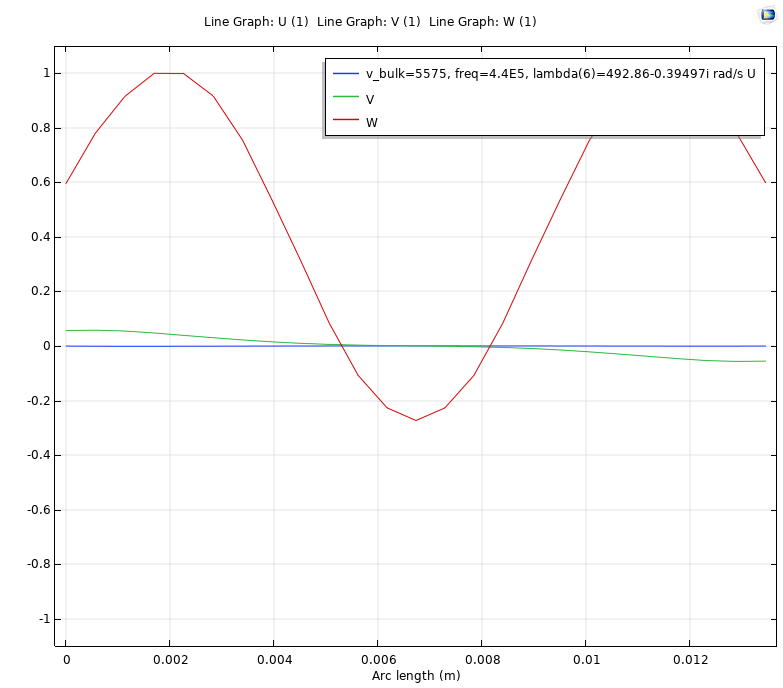 Line Graph: U (1)  Line Graph: V (1)  Line Graph: W (1)
v_bulk=5575, freq=4.4E5, lambda(6)=492.86-0.39497i rad/s U
V
W
1
0.8
0.6
0.4
0.2
0
-0.2
-0.4
-0.6
-0.8
-1
0 0.002 0.004 0.006 0.008 0.01 0.012
Arc length (m)